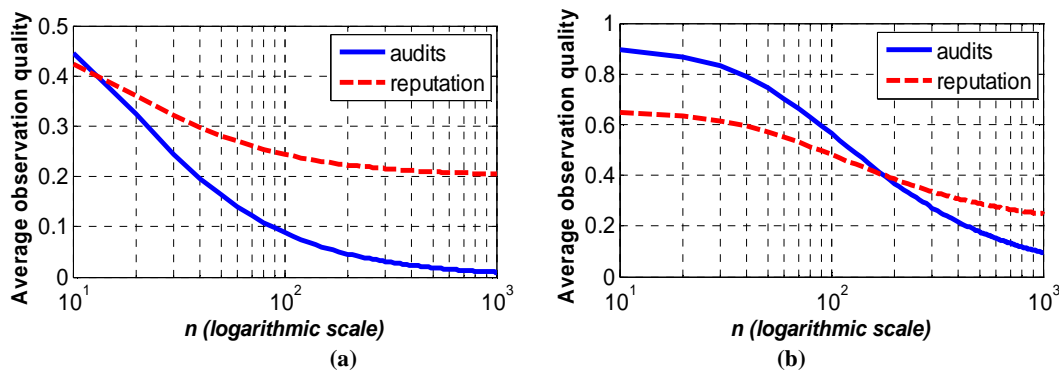 Average observation quality
0.5
0.4
0.3
0.2
0.1
0
audits
reputation
10^1
10^2
10^3
n (logarithmic scale)
(a)
Average observation quality
1
0.8
0.6
0.4
0.2
0
audits
reputation
10^1
10^2
10^3
n (logarithmic scale)
(b)